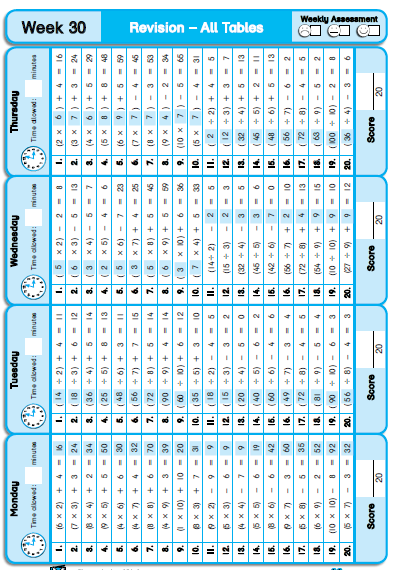 Week 30
Revision – All Tables
Weekly Assessment
Monday
Time allowed: minutes
1. (6 × 2) + 4 = 16
2. (7 × 3) + 3 = 24
3. (8 × 4) + 2 = 34
4. (9 × 5) + 5 = 50
5. (4 × 6) + 6 = 30
6. (4 × 7) + 4 = 32
7. (8 × 8) + 6 = 70
8. (4 × 9) + 3 = 39
9. (1 × 10) + 10 = 20
10. (8 × 3) + 7 = 31
11. (9 × 2) − 9 = 9
12. (5 × 3) − 6 = 9
13. (4 × 4) − 7 = 9
14. (5 × 5) − 6 = 19
15. (8 × 6) − 6 = 42
16. (9 × 7) − 3 = 60
17. (5 × 8) − 5 = 35
18. (6 × 9) − 2 = 52
19. (10 × 10) − 8 = 92
20. (5 × 7) − 3 = 32
Score 20
Tuesday
Time allowed: minutes
1. (14 ÷ 2) + 4 = 11
2. (18 ÷ 3) + 6 = 12
3. (36 ÷ 4) + 5 = 14
4. (25 ÷ 5) + 8 = 13
5. (48 ÷ 6) + 3 = 11
6. (56 ÷ 7) + 7 = 15
7. (72 ÷ 8) + 5 = 14
8. (90 ÷ 9) + 4 = 14
9. (60 ÷ 10) + 6 = 12
10. (35 ÷ 5) + 3 = 10
11. (18 ÷ 2) − 4 = 5
12. (15 ÷ 3) − 3 = 2
13. (20 ÷ 4) − 5 = 0
14. (40 ÷ 5) − 6 = 2
15. (60 ÷ 6) − 4 = 6
16. (49 ÷ 7) − 3 = 4
17. (72 ÷ 8) − 4 = 5
18. (81 ÷ 9) − 5 = 4
19. (90 ÷ 10) − 6 = 3
20. (56 ÷ 8) − 4 = 3
Score 20
Wednesday
Time allowed: minutes
1. (5 × 2) − 2 = 8
2. (6 × 3) − 5 = 13
3. (3 × 4) − 5 = 7
4. (2 × 5) − 4 = 6
5. (5 × 6) − 7 = 23
6. (3 × 7) + 4 = 25
7. (5 × 8) + 5 = 45
8. (6 × 9) + 5 = 59
9. (3 × 10) + 6 = 36
10. (7 × 4) + 5 = 33
11. (14 ÷ 2) − 2 = 5
12. (15 ÷ 3) − 2 = 3
13. (32 ÷ 4) − 3 = 5
14. (45 ÷ 5) − 3 = 6
15. (42 ÷ 6) − 7 = 0
16. (56 ÷ 7) + 2 = 10
17. (72 ÷ 8) + 4 = 13
18. (54 ÷ 9) + 9 = 15
19. (10 ÷ 10) + 9 = 10
20. (27 ÷ 9) + 9 = 12
Score 20
Thursday
Time allowed: minutes
1. (2 × 6) + 4 = 16
2. (3 × 7) + 3 = 24
3. (4 × 6) + 5 = 29
4. (5 × 8) + 8 = 48
5. (6 × 9) + 5 = 59
6. (7 × 7) − 4 = 45
7. (8 × 7) − 3 = 53
8. (9 × 4) − 2 = 34
9. (10 × 7) − 5 = 65
10. (5 × 7) − 4 = 31
11. (2 ÷ 2) + 4 = 5
12. (12 ÷ 3) + 3 = 7
13. (32 ÷ 4) + 5 = 13
14. (45 ÷ 5) + 2 = 11
15. (48 ÷ 6) + 5 = 13
16. (56 ÷ 7) − 6 = 2
17. (72 ÷ 8) − 4 = 5
18. (63 ÷ 9) − 5 = 2
19. (100 ÷ 10) − 2 = 8
20. (36 ÷ 4) − 3 = 6
Score 20